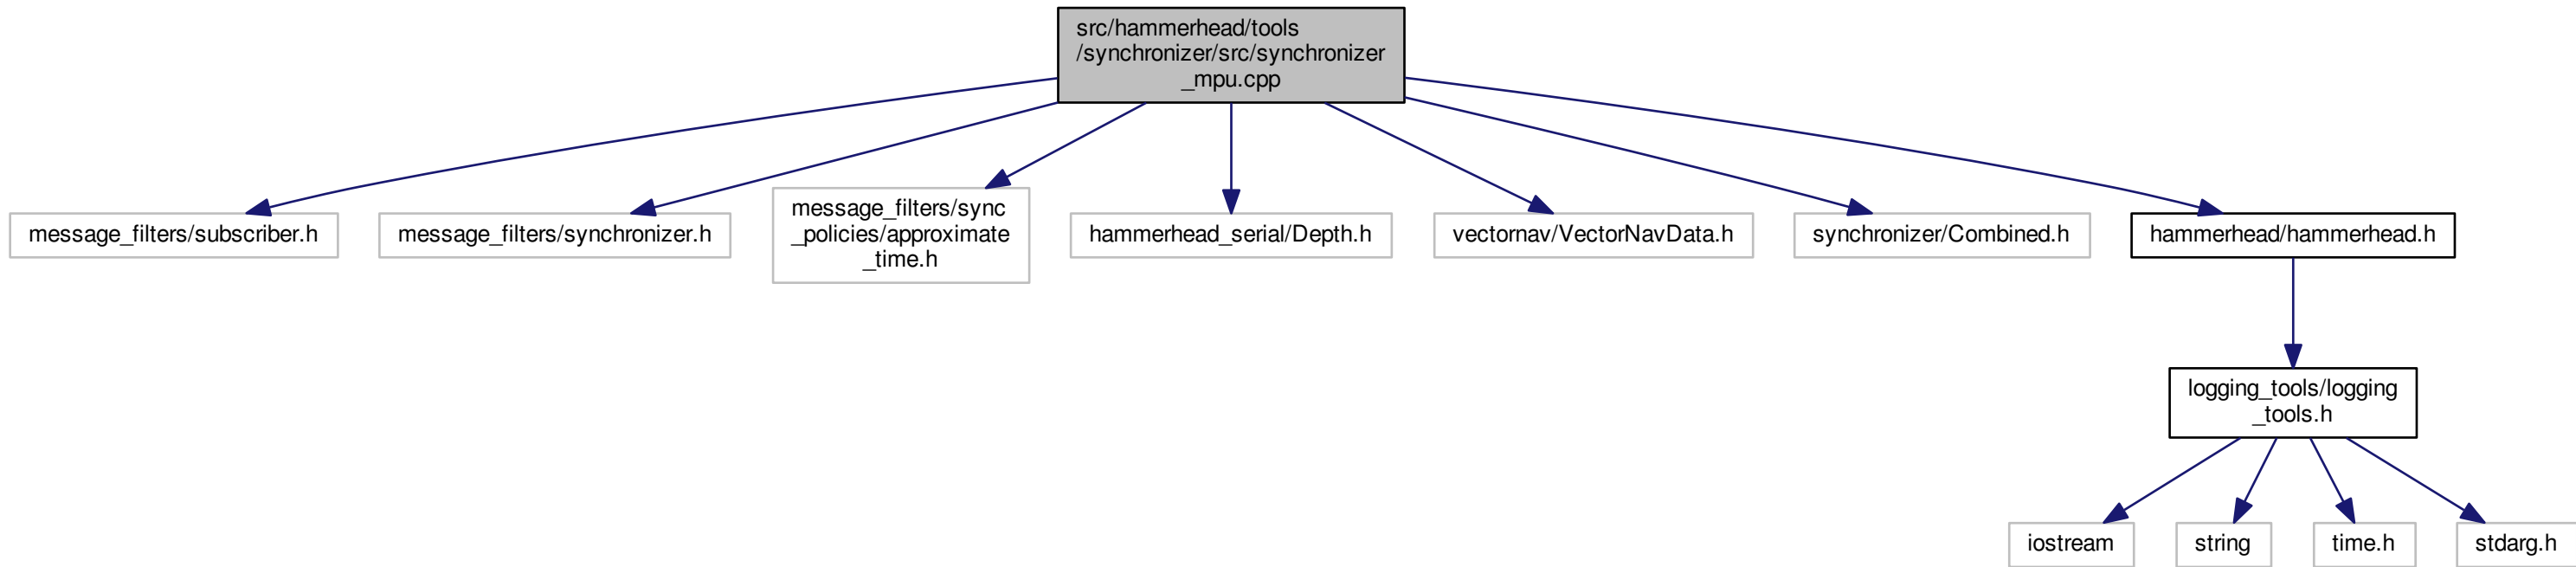 src/hammerhead/tools
/synchronizer/src/synchronizer
_mpu.cpp
message_filters/subscriber.h
message_filters/synchronizer.h
message_filters/sync
_policies/approximate
_time.h
hammerhead_serial/Depth.h
vectornav/VectorNavData.h
synchronizer/Combined.h
hammerhead/hammerhead.h
logging_tools/logging
_tools.h
iostream
string
time.h
stdarg.h